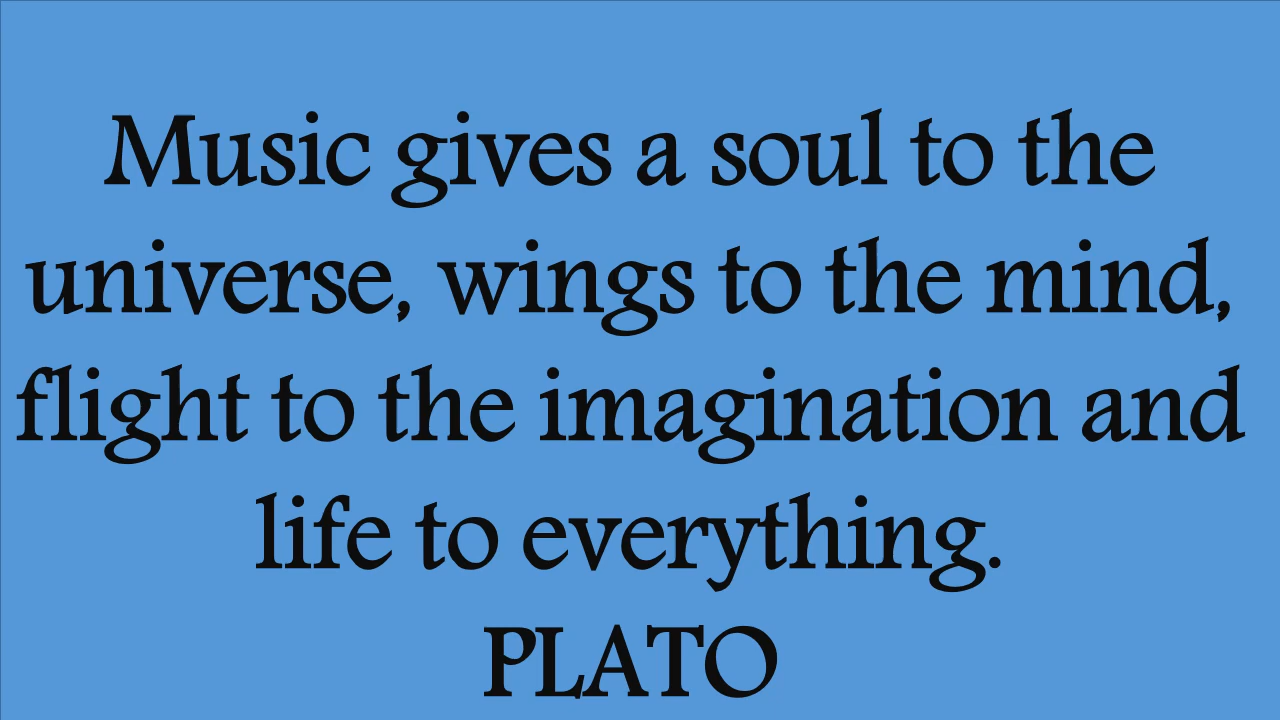 Music gives a soul to the
universe, wings to the mind,
flight to the imagination and
life to everything.
PLATO